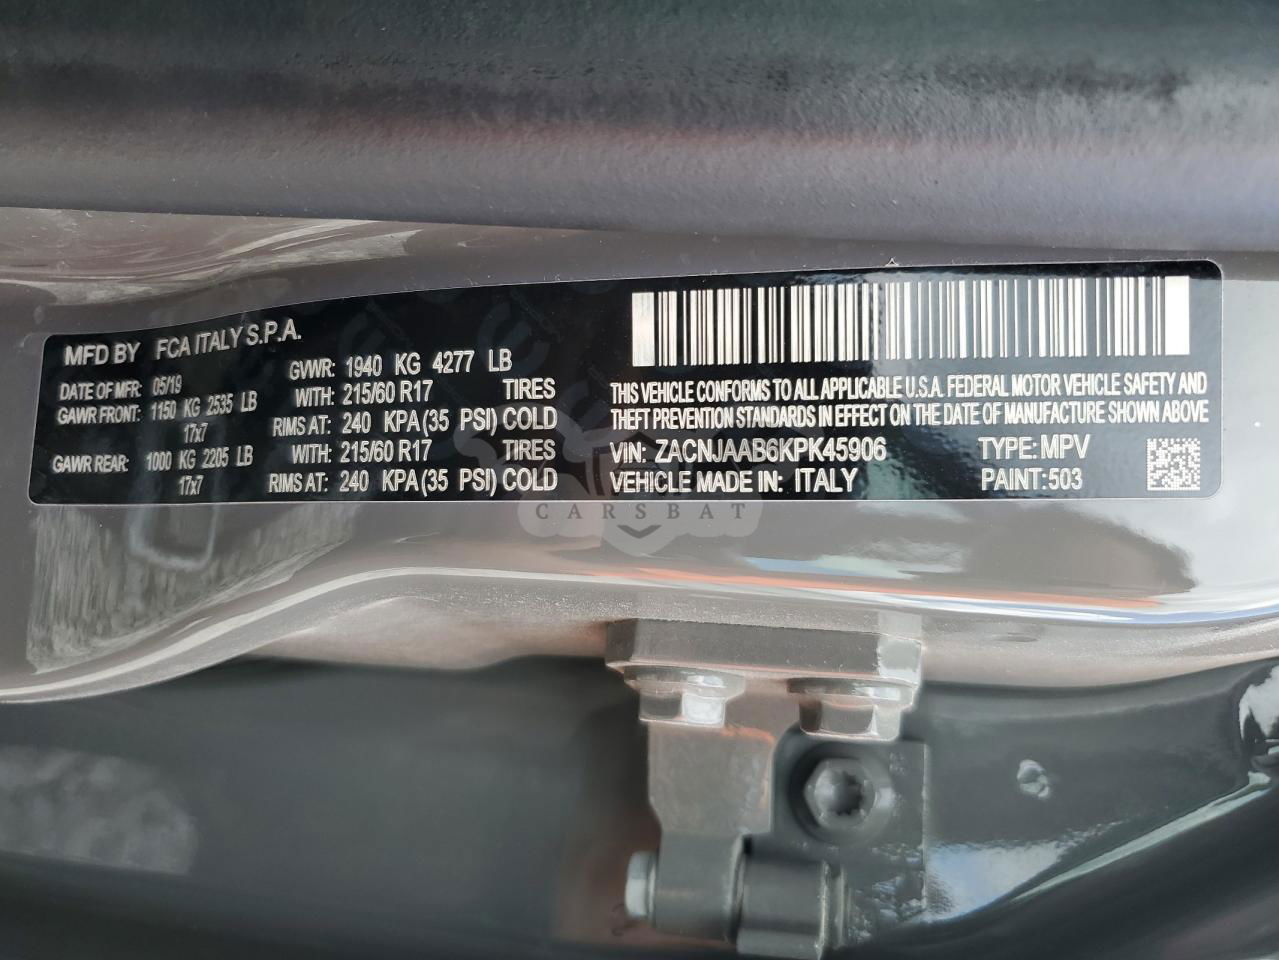 MFD BY FCA ITALY S.P.A.
DATE OF MFR: 05/19 GVWR: 1940 KG 4277 LB
GAWR FRONT: 1150 KG 2535 LB WITH: 215/60 R17 TIRES
17x7 RIMS AT: 240 KPA(35 PSI) COLD
GAWR REAR: 1000 KG 2205 LB WITH: 215/60 R17 TIRES
17x7 RIMS AT: 240 KPA(35 PSI) COLD
THIS VEHICLE CONFORMS TO ALL APPLICABLE U.S.A. FEDERAL MOTOR VEHICLE SAFETY AND
THEFT PREVENTION STANDARDS IN EFFECT ON THE DATE OF MANUFACTURE SHOWN ABOVE
VIN: ZACNJAAB6KPK45906 TYPE: MPV
VEHICLE MADE IN: ITALY PAINT:503
CARSBAT